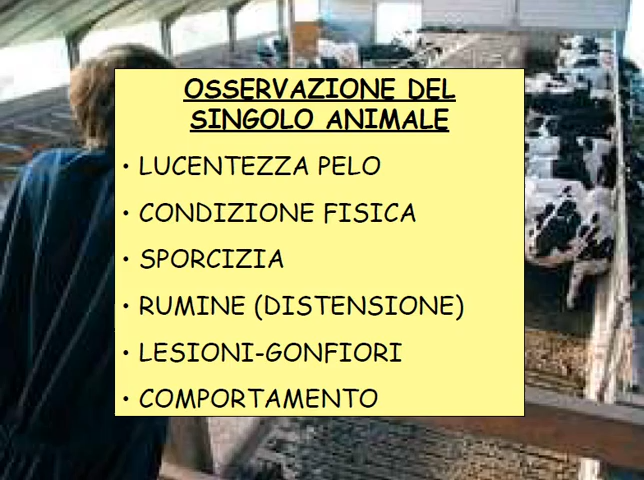 OSSERVAZIONE DEL
SINGOLO ANIMALE
• LUCENTEZZA PELO
• CONDIZIONE FISICA
• SPORCIZIA
• RUMINE (DISTENSIONE)
• LESIONI-GONFIORI
• COMPORTAMENTO